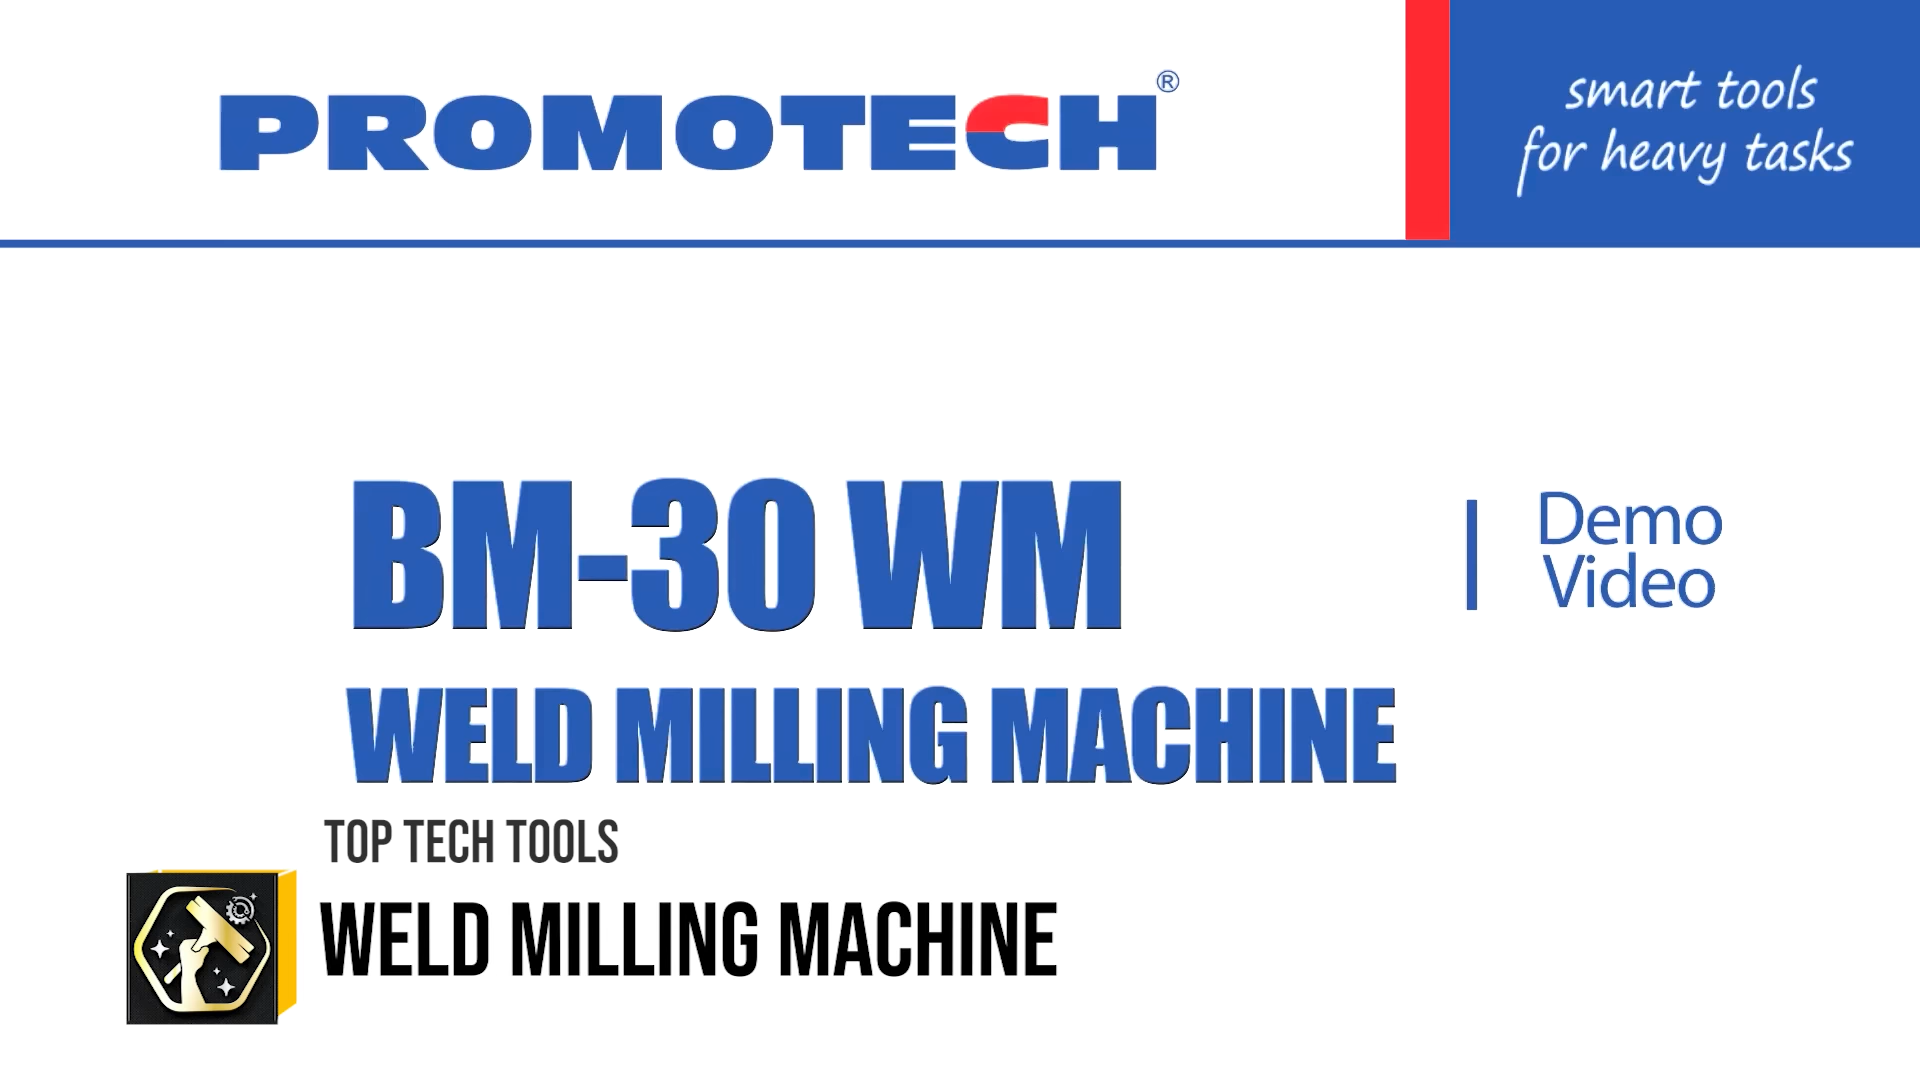 PROMOTECH®
smart tools
for heavy tasks
BM-30 WM
Demo
Video
WELD MILLING MACHINE
TOP TECH TOOLS
WELD MILLING MACHINE